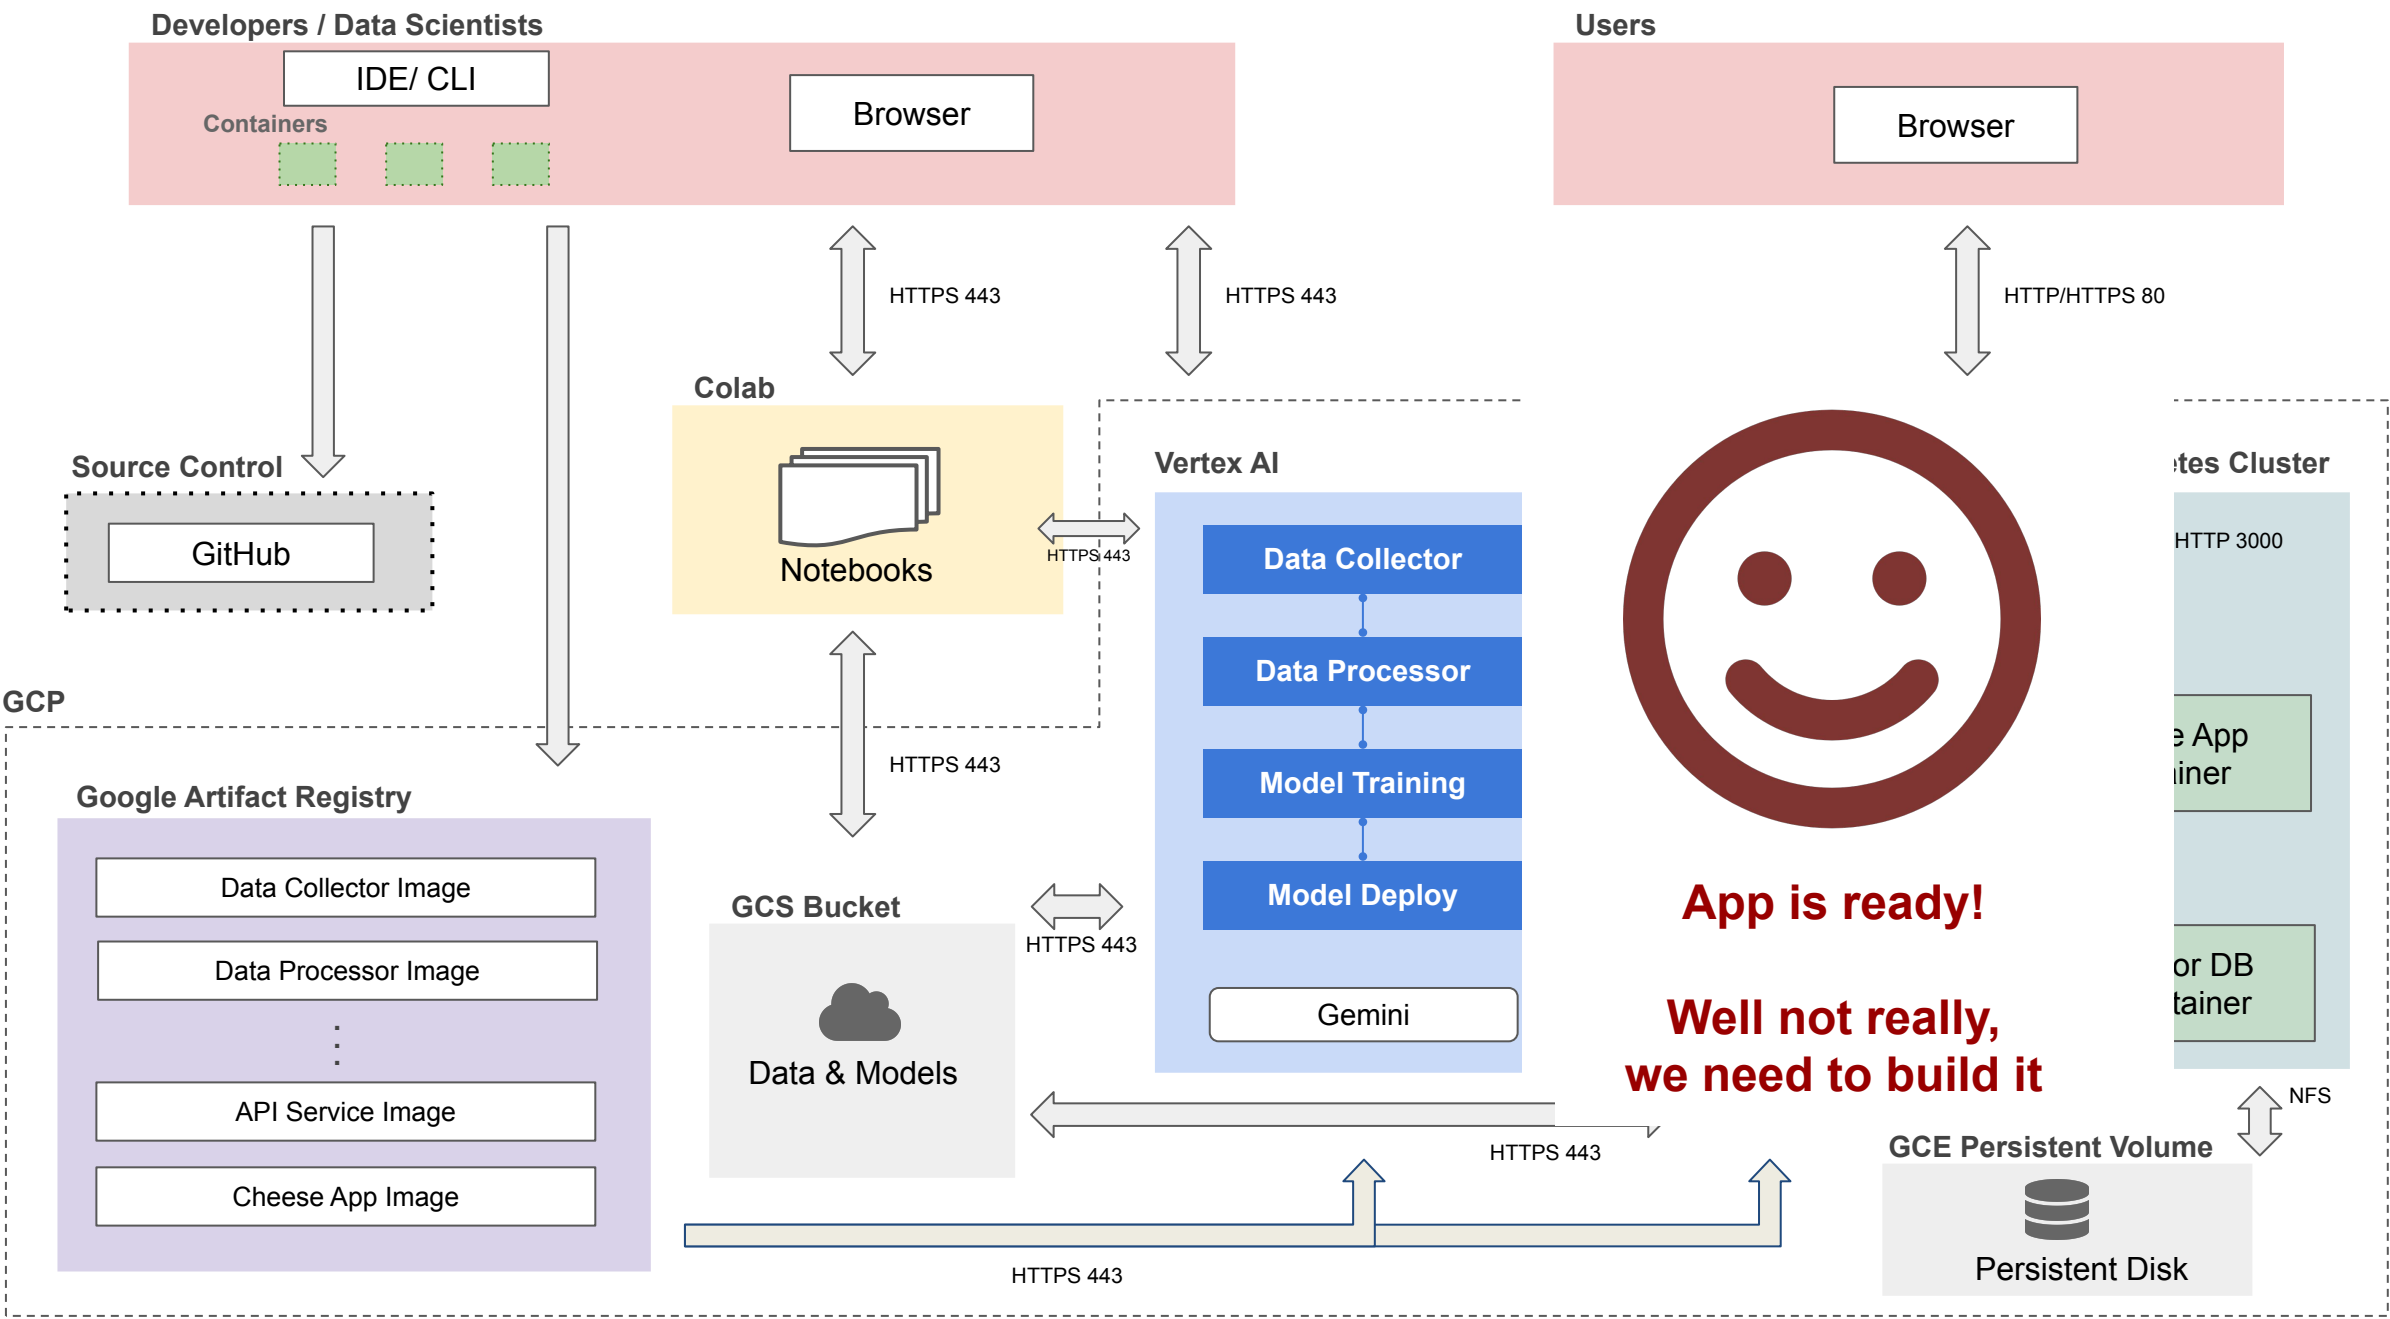 Developers / Data Scientists
Users
IDE/ CLI
Containers
Browser
Browser
HTTPS 443
HTTPS 443
HTTP/HTTPS 80
Colab
Source Control
GitHub
Notebooks
HTTPS 443
Vertex AI
Cluster
HTTP 3000
Data Collector
Data Processor
Model Training
Model Deploy
Gemini
GCP
HTTPS 443
App
Google Artifact Registry
Data Collector Image
Data Processor Image
⋮
API Service Image
Cheese App Image
GCS Bucket
HTTPS 443
Data & Models
App is ready!
Well not really,
we need to build it
DB
HTTPS 443
NFS
GCE Persistent Volume
Persistent Disk
HTTPS 443